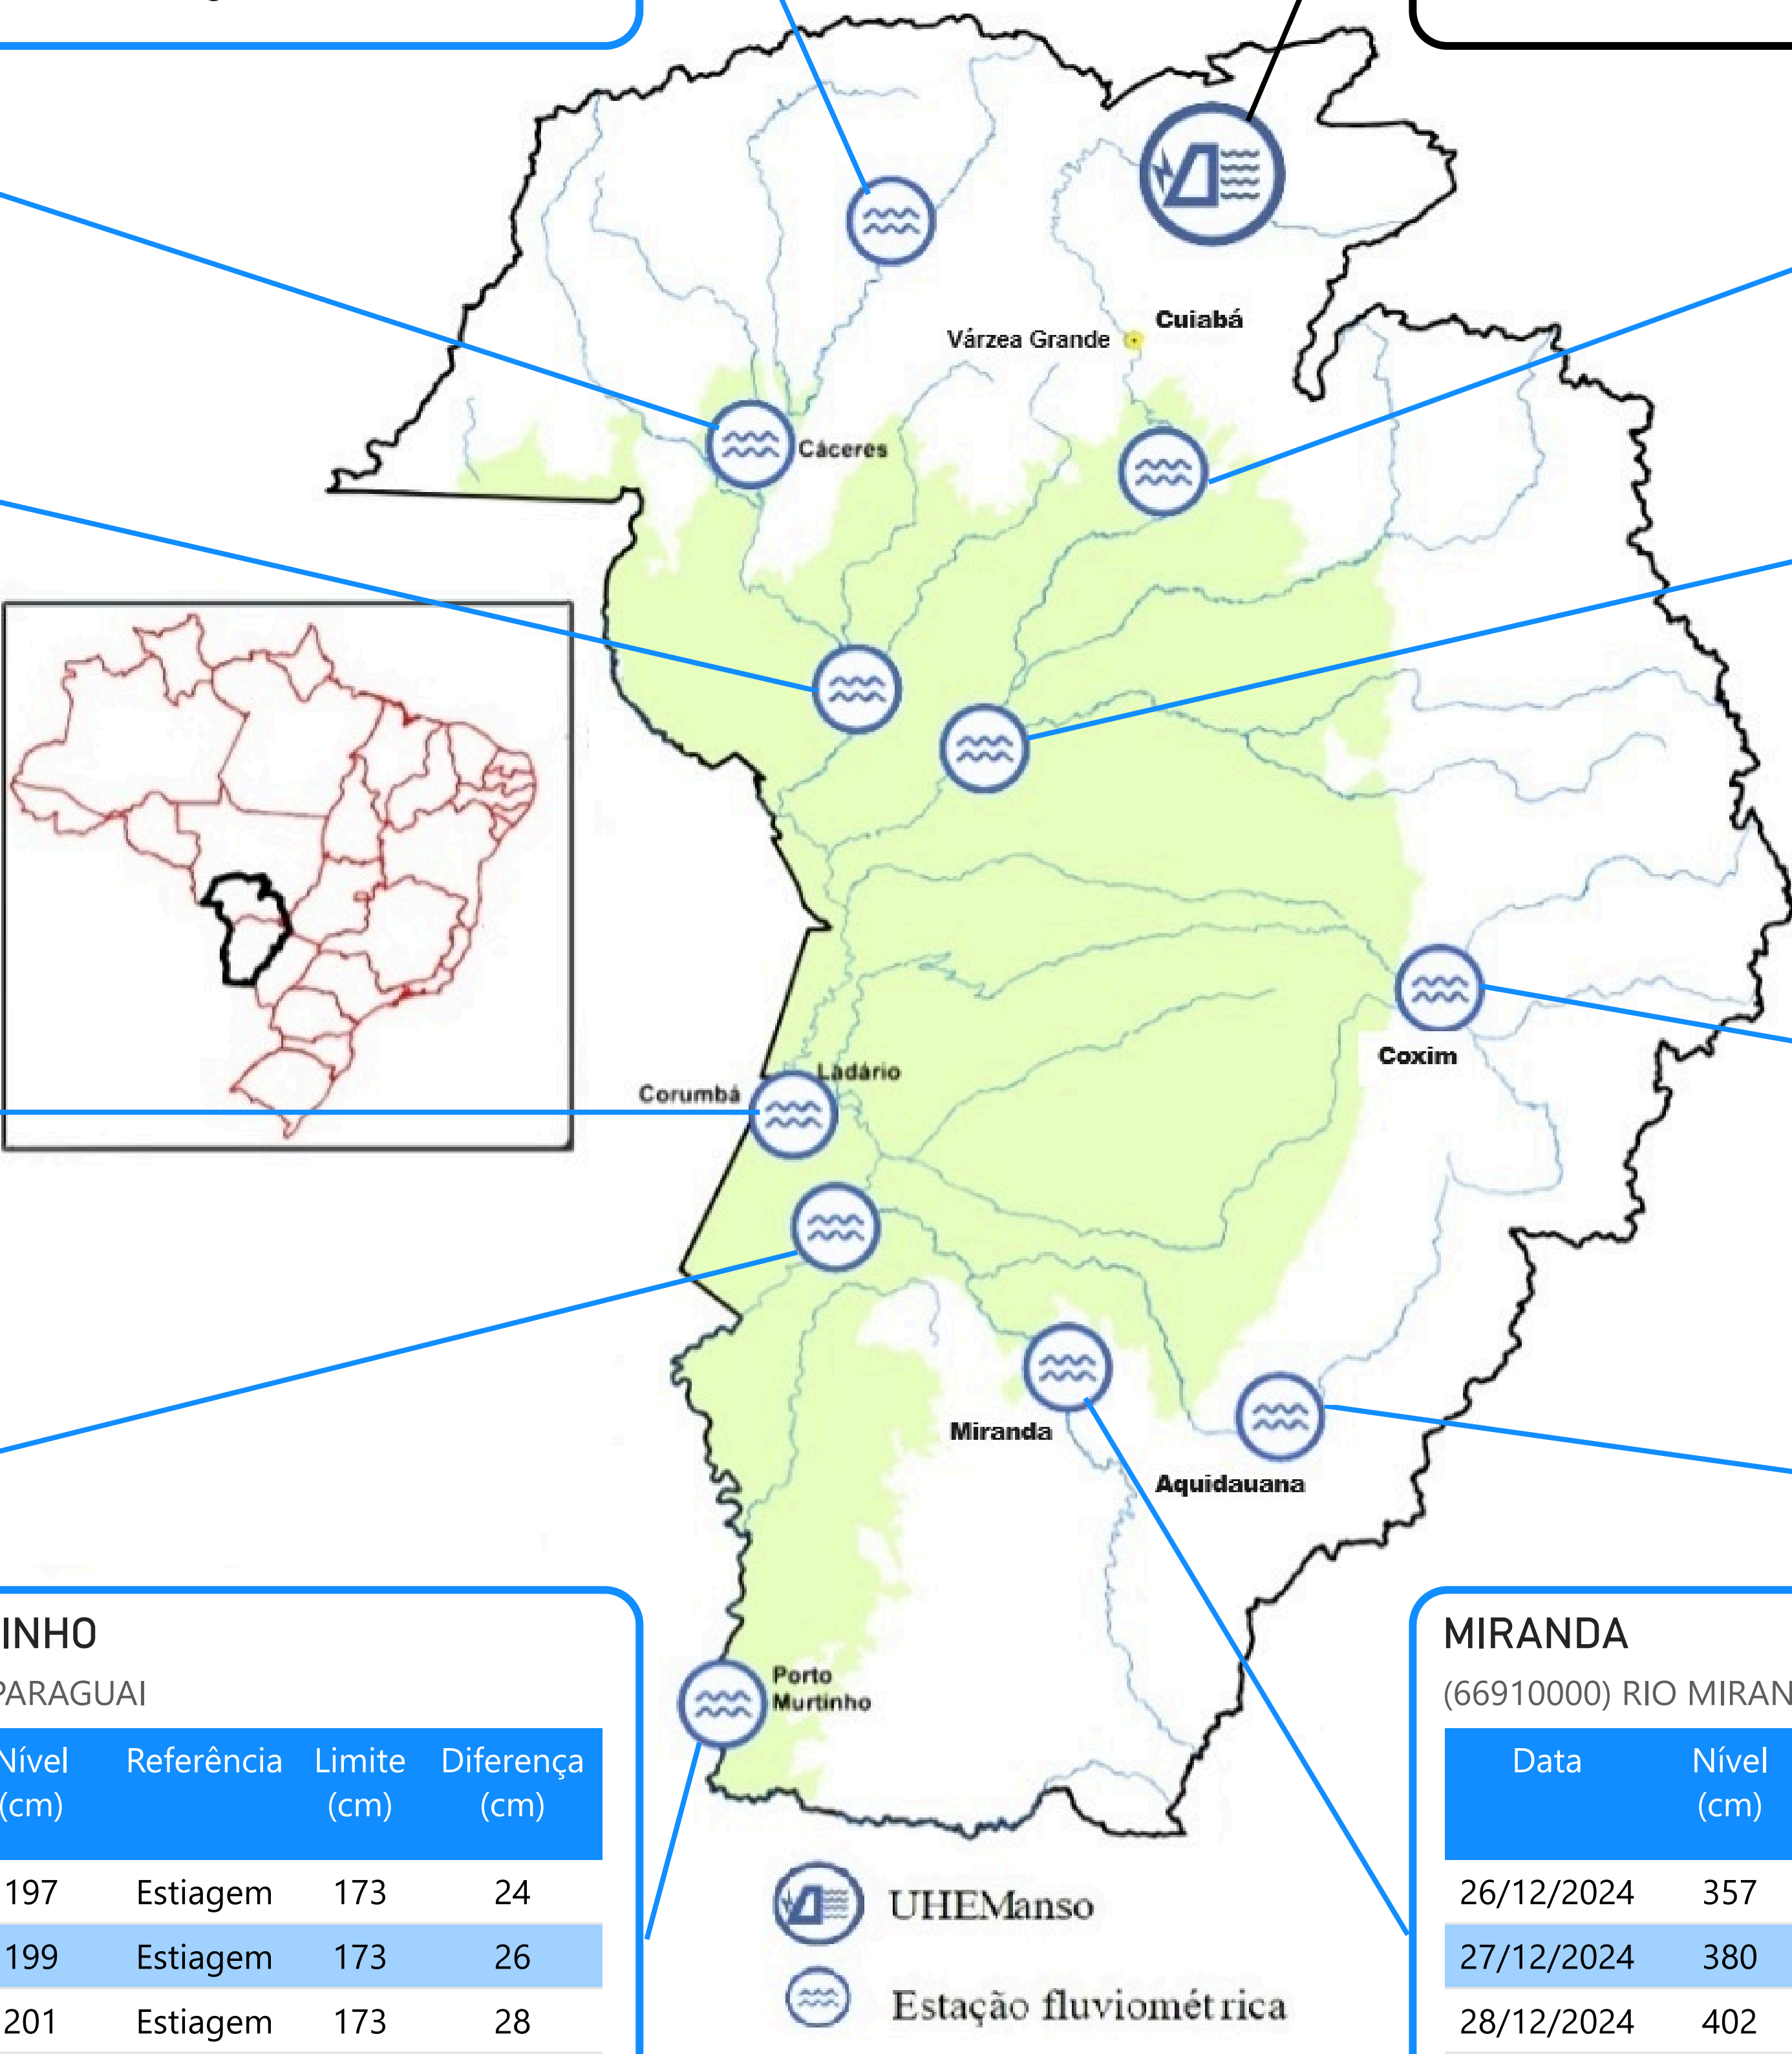 Cuiabá
Várzea Grande
Cáceres
Coxim
Ladário
Corumbá
Miranda
Aquidauana
Porto
Murtinho
INHO
PARAGUAI
Nível Referência Limite Diferença
(cm) (cm) (cm)
197 Estiagem 173 24
199 Estiagem 173 26
201 Estiagem 173 28
UHEManso
Estação fluviométrica
MIRANDA
(66910000) RIO MIRAN
Data Nível
(cm)
26/12/2024 357
27/12/2024 380
28/12/2024 402